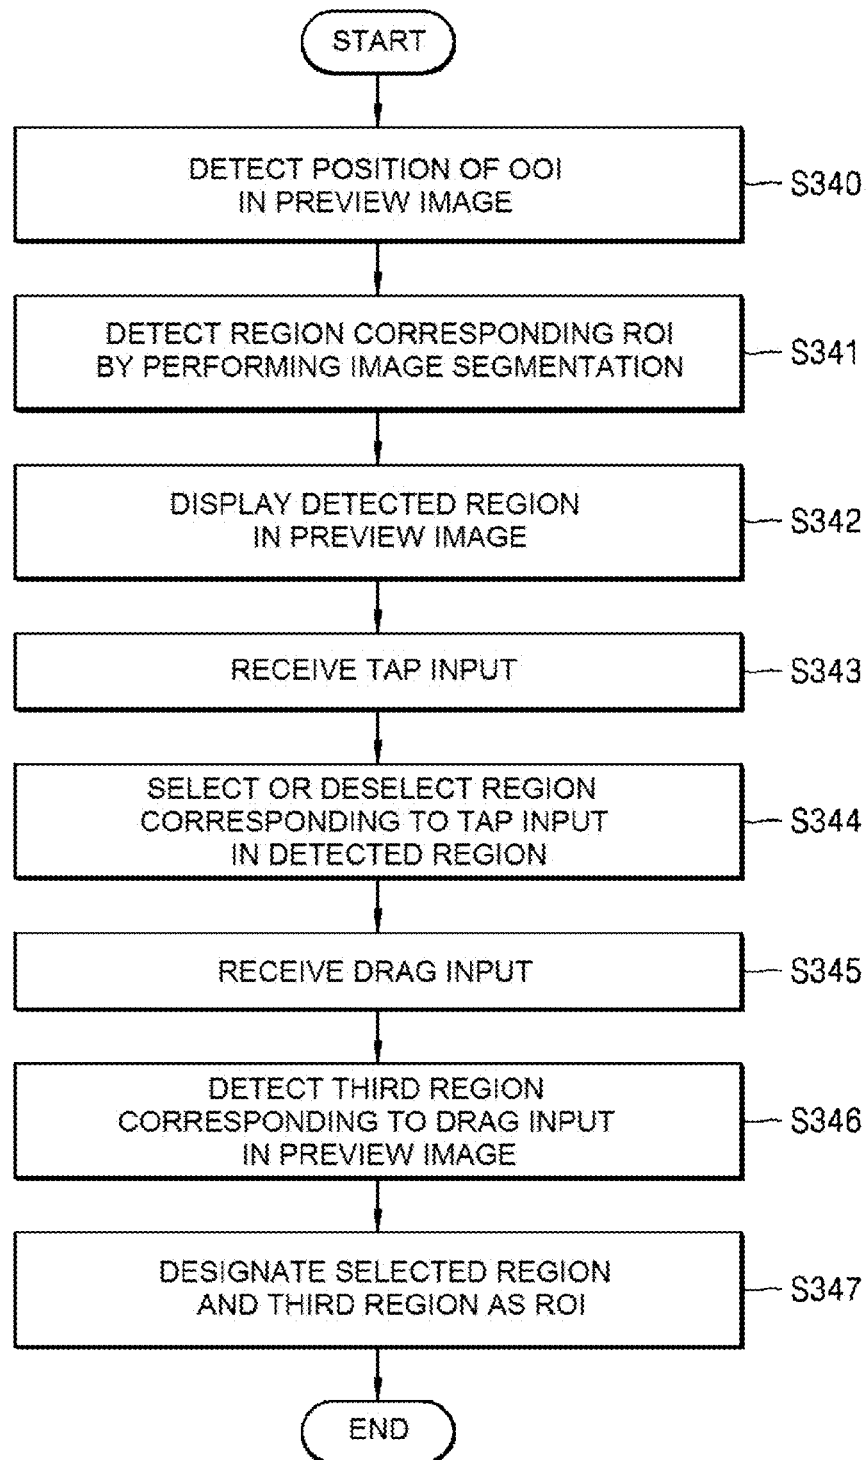 START
DETECT POSITION OF OOI
IN PREVIEW IMAGE
S340
DETECT REGION CORRESPONDING ROI
BY PERFORMING IMAGE SEGMENTATION
S341
DISPLAY DETECTED REGION
IN PREVIEW IMAGE
S342
RECEIVE TAP INPUT
S343
SELECT OR DESELECT REGION
CORRESPONDING TO TAP INPUT
IN DETECTED REGION
S344
RECEIVE DRAG INPUT
S345
DETECT THIRD REGION
CORRESPONDING TO DRAG INPUT
IN PREVIEW IMAGE
S346
DESIGNATE SELECTED REGION
AND THIRD REGION AS ROI
S347
END